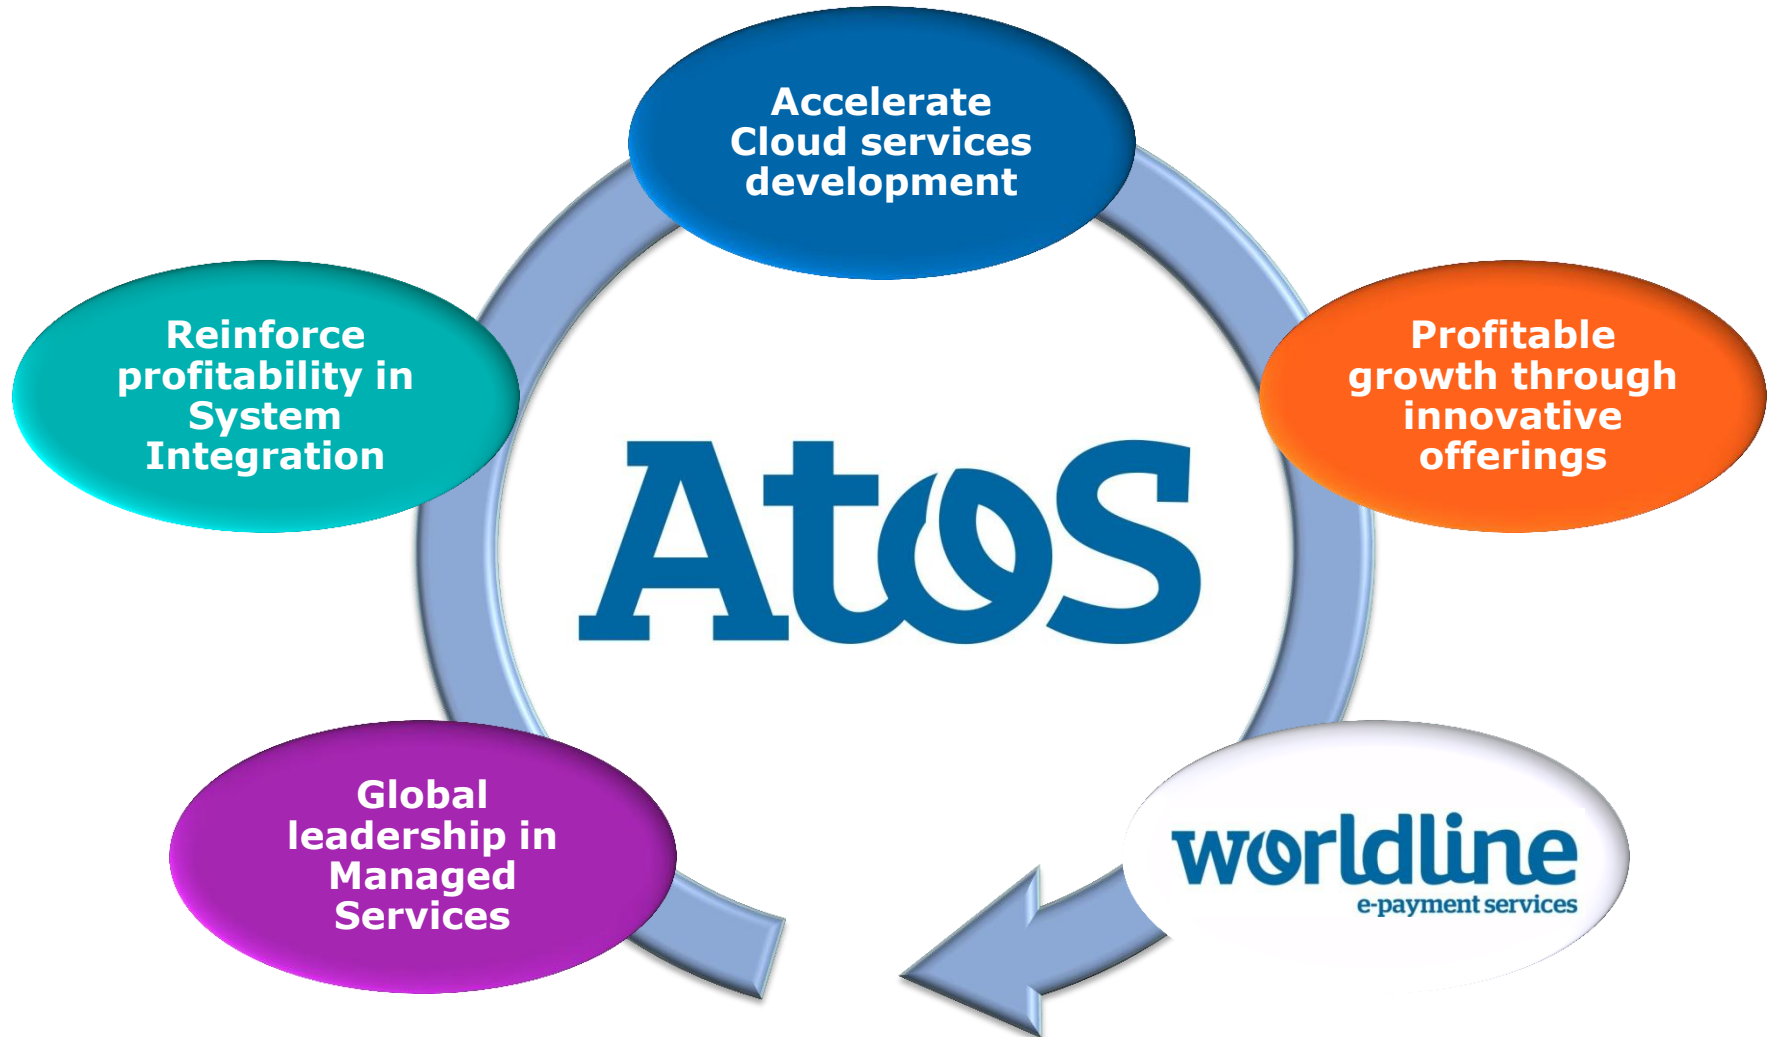 Accelerate
Cloud services
development
Reinforce
profitability in
System
Integration
Profitable
growth through
innovative
offerings
Atos
Global
leadership in
Managed
Services
worldline
e-payment services